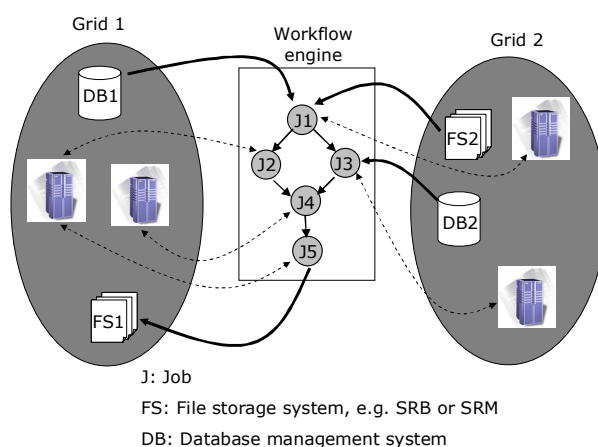 Grid 1
Workflow
engine
Grid 2
DB1
J1
FS2
J2
J3
J4
DB2
J5
FS1
J: Job
FS: File storage system, e.g. SRB or SRM
DB: Database management system